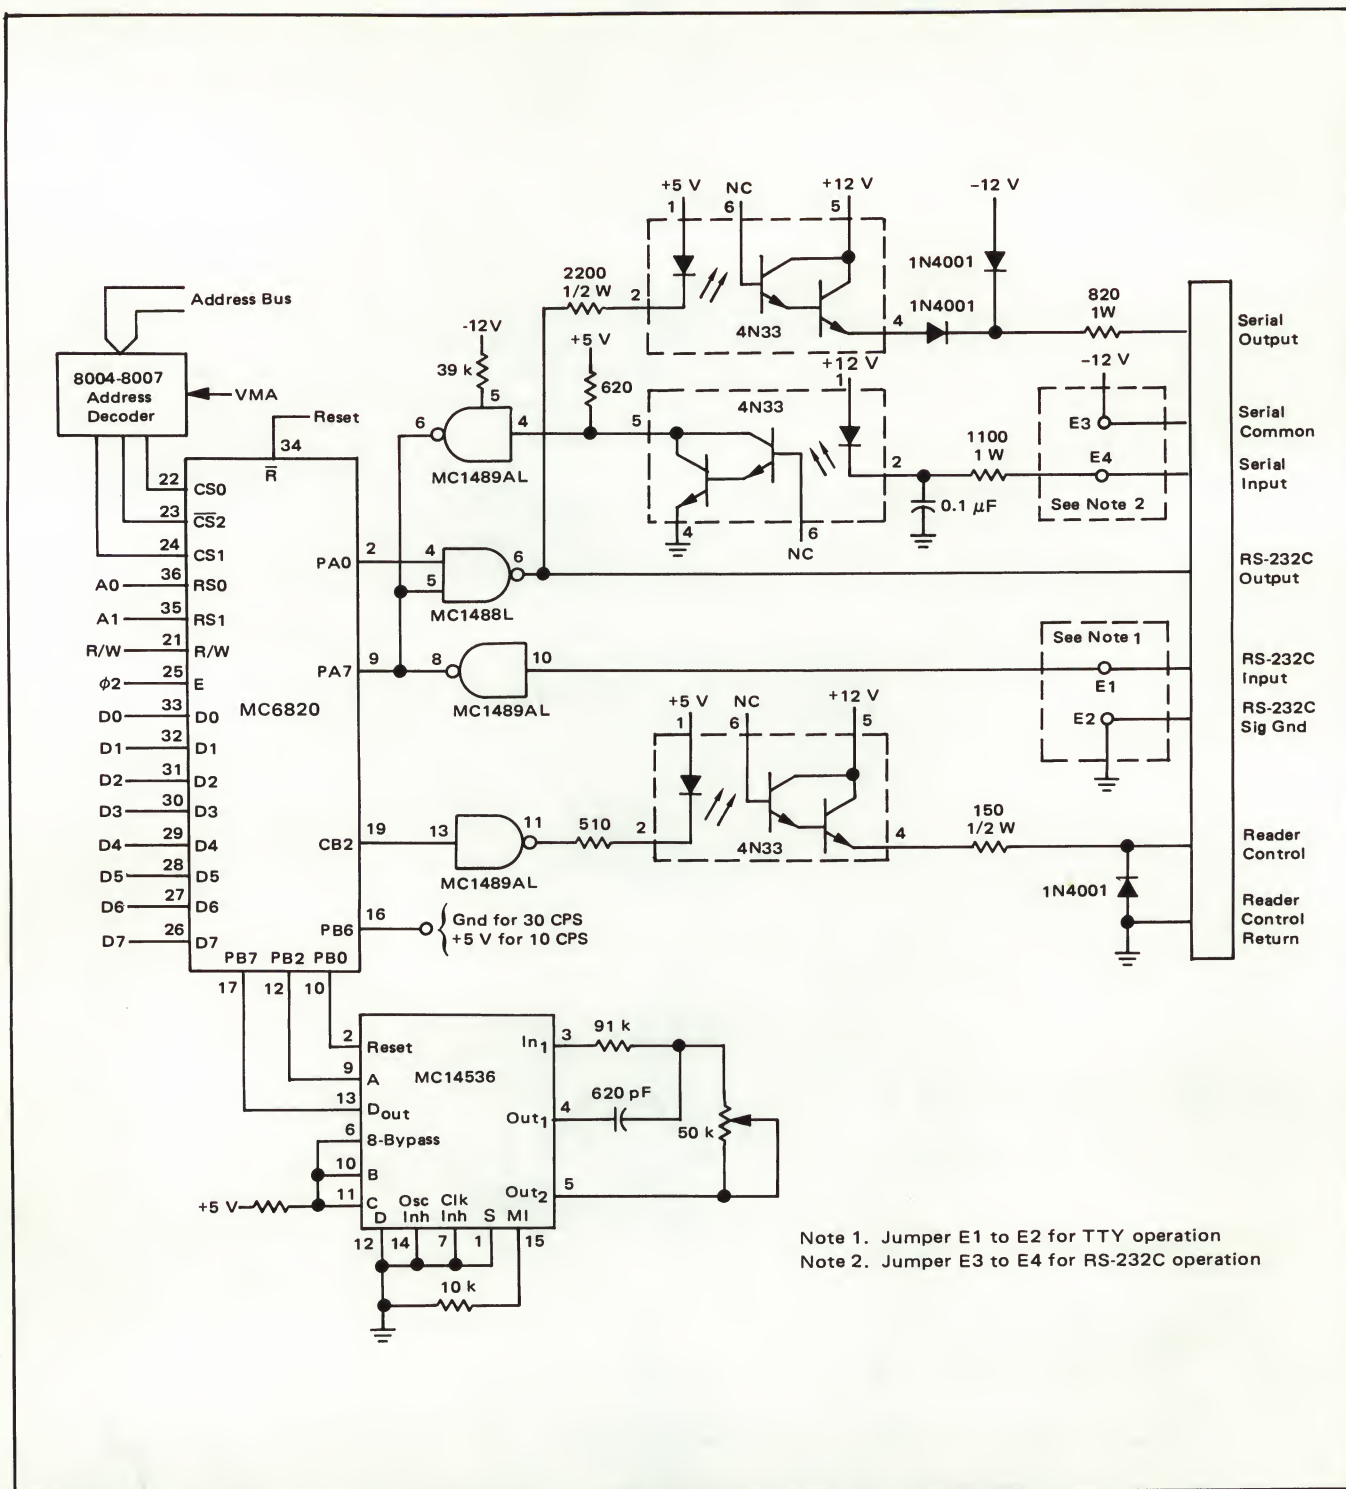 +5 V
NC
+12 V
-12 V
1
6
5
1N4001
2200
1/2 W
2
1N4001
820
1W
4N33
4
Serial
Output
Address Bus
-12V
39 k
+5 V
620
+12 V
1
-12 V
8004-8007
Address
Decoder
VMA
Reset
34
R̅
5
6
4
5
4N33
E3
Serial
Common
MC1489AL
1100
1 W
2
E4
Serial
Input
22
CS0
0.1 μF
See Note 2
23
C̅S̅2̅
4
6
NC
24
CS1
PA0
2
4
6
RS-232C
Output
A0
36
RS0
5
MC1488L
A1
35
RS1
See Note 1
R/W
21
R/W
PA7
9
8
10
E1
RS-232C
Input
ϕ2
25
E
MC6820
MC1489AL
+5 V
NC
+12 V
1
6
5
E2
RS-232C
Sig Gnd
D0
33
D0
D1
32
D1
D2
31
D2
D3
30
D3
D4
29
D4
CB2
19
13
11
510
2
4N33
4
150
1/2 W
Reader
Control
D5
28
D5
MC1489AL
1N4001
D6
27
D6
PB6
16
Gnd for 30 CPS
+5 V for 10 CPS
Reader
Control
Return
D7
26
D7
PB7 PB2 PB0
17
12
10
2
Reset
In1
3
91 k
9
A
MC14536
620 pF
13
Dout
Out1
4
50 k
6
8-Bypass
10
B
+5 V
11
C
Osc
Inh
Clk
Inh
S
MI
Out2
5
D
12
14
7
1
15
10 k
Note 1. Jumper E1 to E2 for TTY operation
Note 2. Jumper E3 to E4 for RS-232C operation